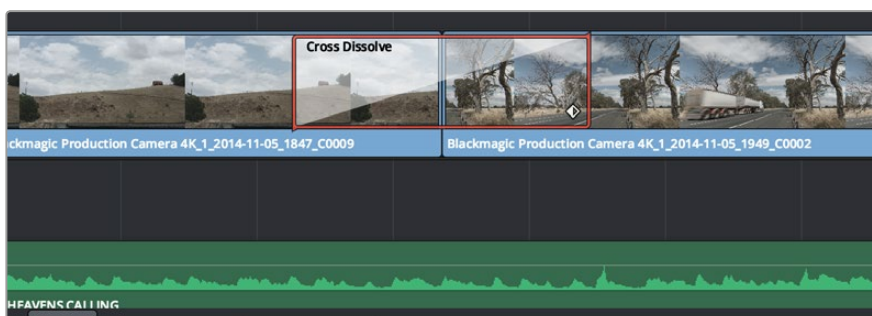 Cross Dissolve
ckmagic Production Camera 4K_1_2014-11-05_1847_C0009
Blackmagic Production Camera 4K_1_2014-11-05_1949_C0002
HEAVENS CALLING